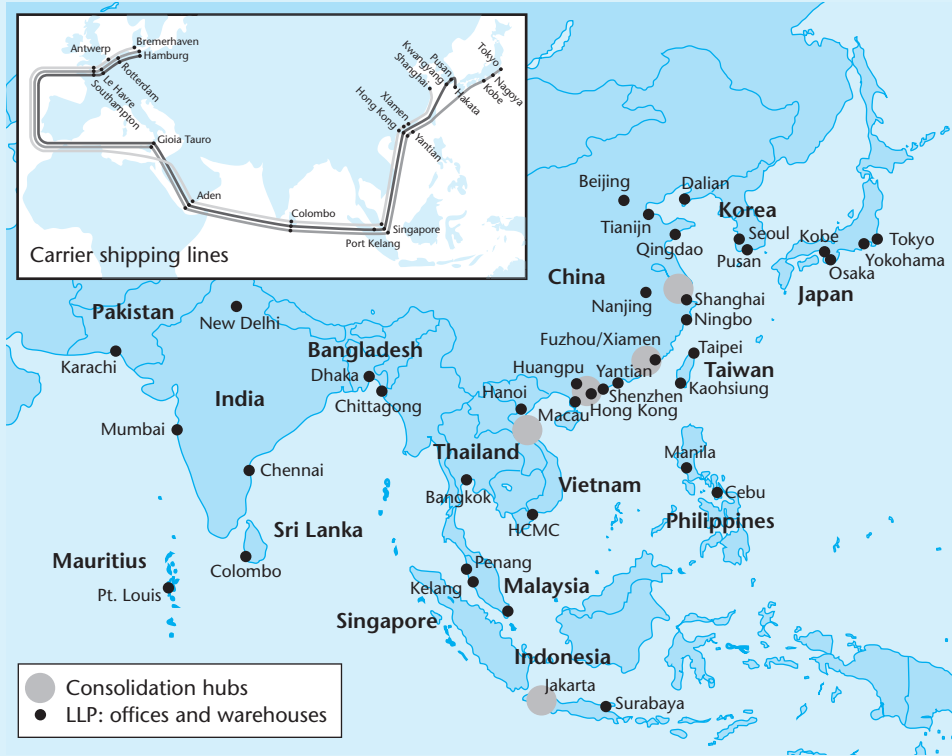 Bremerhaven
Antwerp
Hamburg
Rotterdam
Le Havre
Southampton
Gioia Tauro
Aden
Colombo
Port Kelang
Singapore
Hong Kong
Xiamen
Yantian
Shanghai
Kwangyang
Pusan
Hakata
Tokyo
Nagoya
Kobe
Carrier shipping lines
Beijing
Dalian
Tianijn
Korea
Seoul
Qingdao
Pusan
Kobe
Tokyo
Yokohama
Osaka
Japan
China
Nanjing
Shanghai
Ningbo
Pakistan
New Delhi
Karachi
Bangladesh
Dhaka
Chittagong
India
Mumbai
Chennai
Fuzhou/Xiamen
Taipei
Taiwan
Kaohsiung
Huangpu
Yantian
Shenzhen
Hanoi
Macau
Hong Kong
Thailand
Bangkok
Vietnam
HCMC
Manila
Cebu
Philippines
Sri Lanka
Colombo
Mauritius
Pt. Louis
Penang
Kelang
Malaysia
Singapore
Indonesia
Jakarta
Surabaya
Consolidation hubs
LLP: offices and warehouses